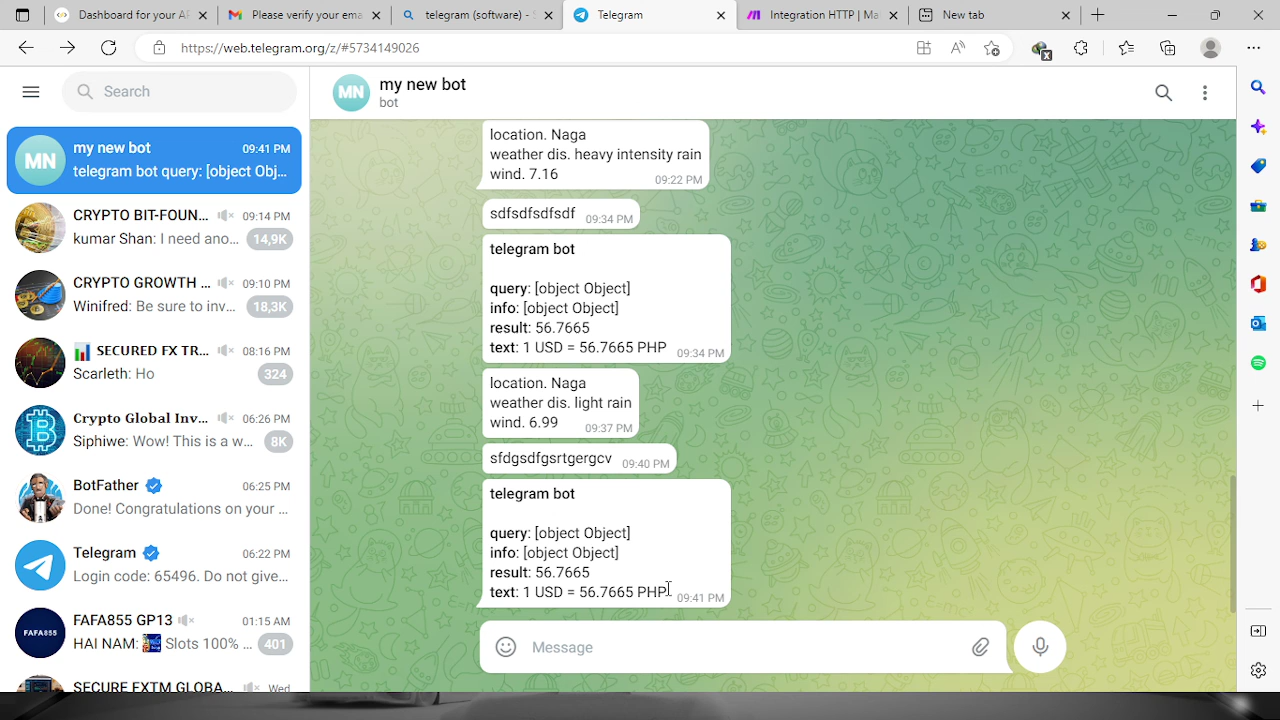 Dashboard for your AP
Please verify your ema
telegram (software) - S
Telegram
Integration HTTP | Ma
New tab
https://web.telegram.org/z/#5734149026
Search
MN
my new bot
09:41 PM
telegram bot query: [object Obj...
CRYPTO BIT-FOUN...
09:14 PM
kumar Shan: I need ano...
14,9K
CRYPTO GROWTH ...
09:10 PM
Winifred: Be sure to inv...
18,3K
SECURED FX TR...
08:16 PM
Scarleth: Ho
324
Crypto Global Inv...
06:26 PM
Siphiwe: Wow! This is a w...
8K
BotFather
06:25 PM
Done! Congratulations on your ...
Telegram
06:22 PM
Login code: 65496. Do not give...
FAFA855
FAFA855 GP13
01:15 AM
HAI NAM: 🎰 Slots 100% ...
401
SECURE FXTM GLOBA...
Wed
MN
my new bot
bot
location. Naga
weather dis. heavy intensity rain
wind. 7.16
09:22 PM
sdfsdfsdfsdf
09:34 PM
telegram bot
query: [object Object]
info: [object Object]
result: 56.7665
text: 1 USD = 56.7665 PHP
09:34 PM
location. Naga
weather dis. light rain
wind. 6.99
09:37 PM
sfdgsdfgsrtgergcv
09:40 PM
telegram bot
query: [object Object]
info: [object Object]
result: 56.7665
text: 1 USD = 56.7665 PHP
09:41 PM
Message